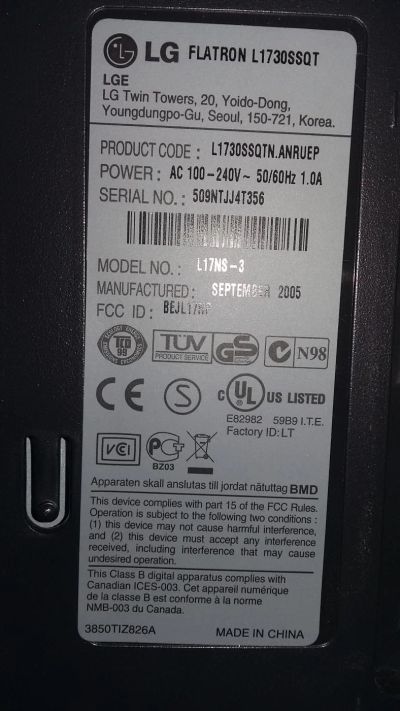 LG FLATRON L1730SSQT
LGE
LG Twin Towers, 20, Yoido-Dong,
Youngdungpo-Gu, Seoul, 150-721, Korea.
PRODUCT CODE : L1730SSQTN.ANRUEP
POWER : AC 100-240V~ 50/60Hz 1.0A
SERIAL NO. : 509NTJJ4T356
MODEL NO. : L17NS-3
MANUFACTURED : SEPTEMBER 2005
FCC ID : BEJL17NP
TCO 99
TÜV PRODUCT SERVICE GS C N98
CE S C UL US LISTED
E82982 59B9 I.T.E.
Factory ID:LT
VCI PCT BZ03
Apparaten skall anslutas till jordat nätuttag BMD
This device complies with part 15 of the FCC Rules.
Operation is subject to the following two conditions :
(1) this device may not cause harmful interference,
and (2) this device must accept any interference
received, including interference that may cause
undesired operation.
This Class B digital apparatus complies with
Canadian ICES-003. Cet appareil numérique
de la classe B est conforme à la norme
NMB-003 du Canada.
3850TIZ826A MADE IN CHINA